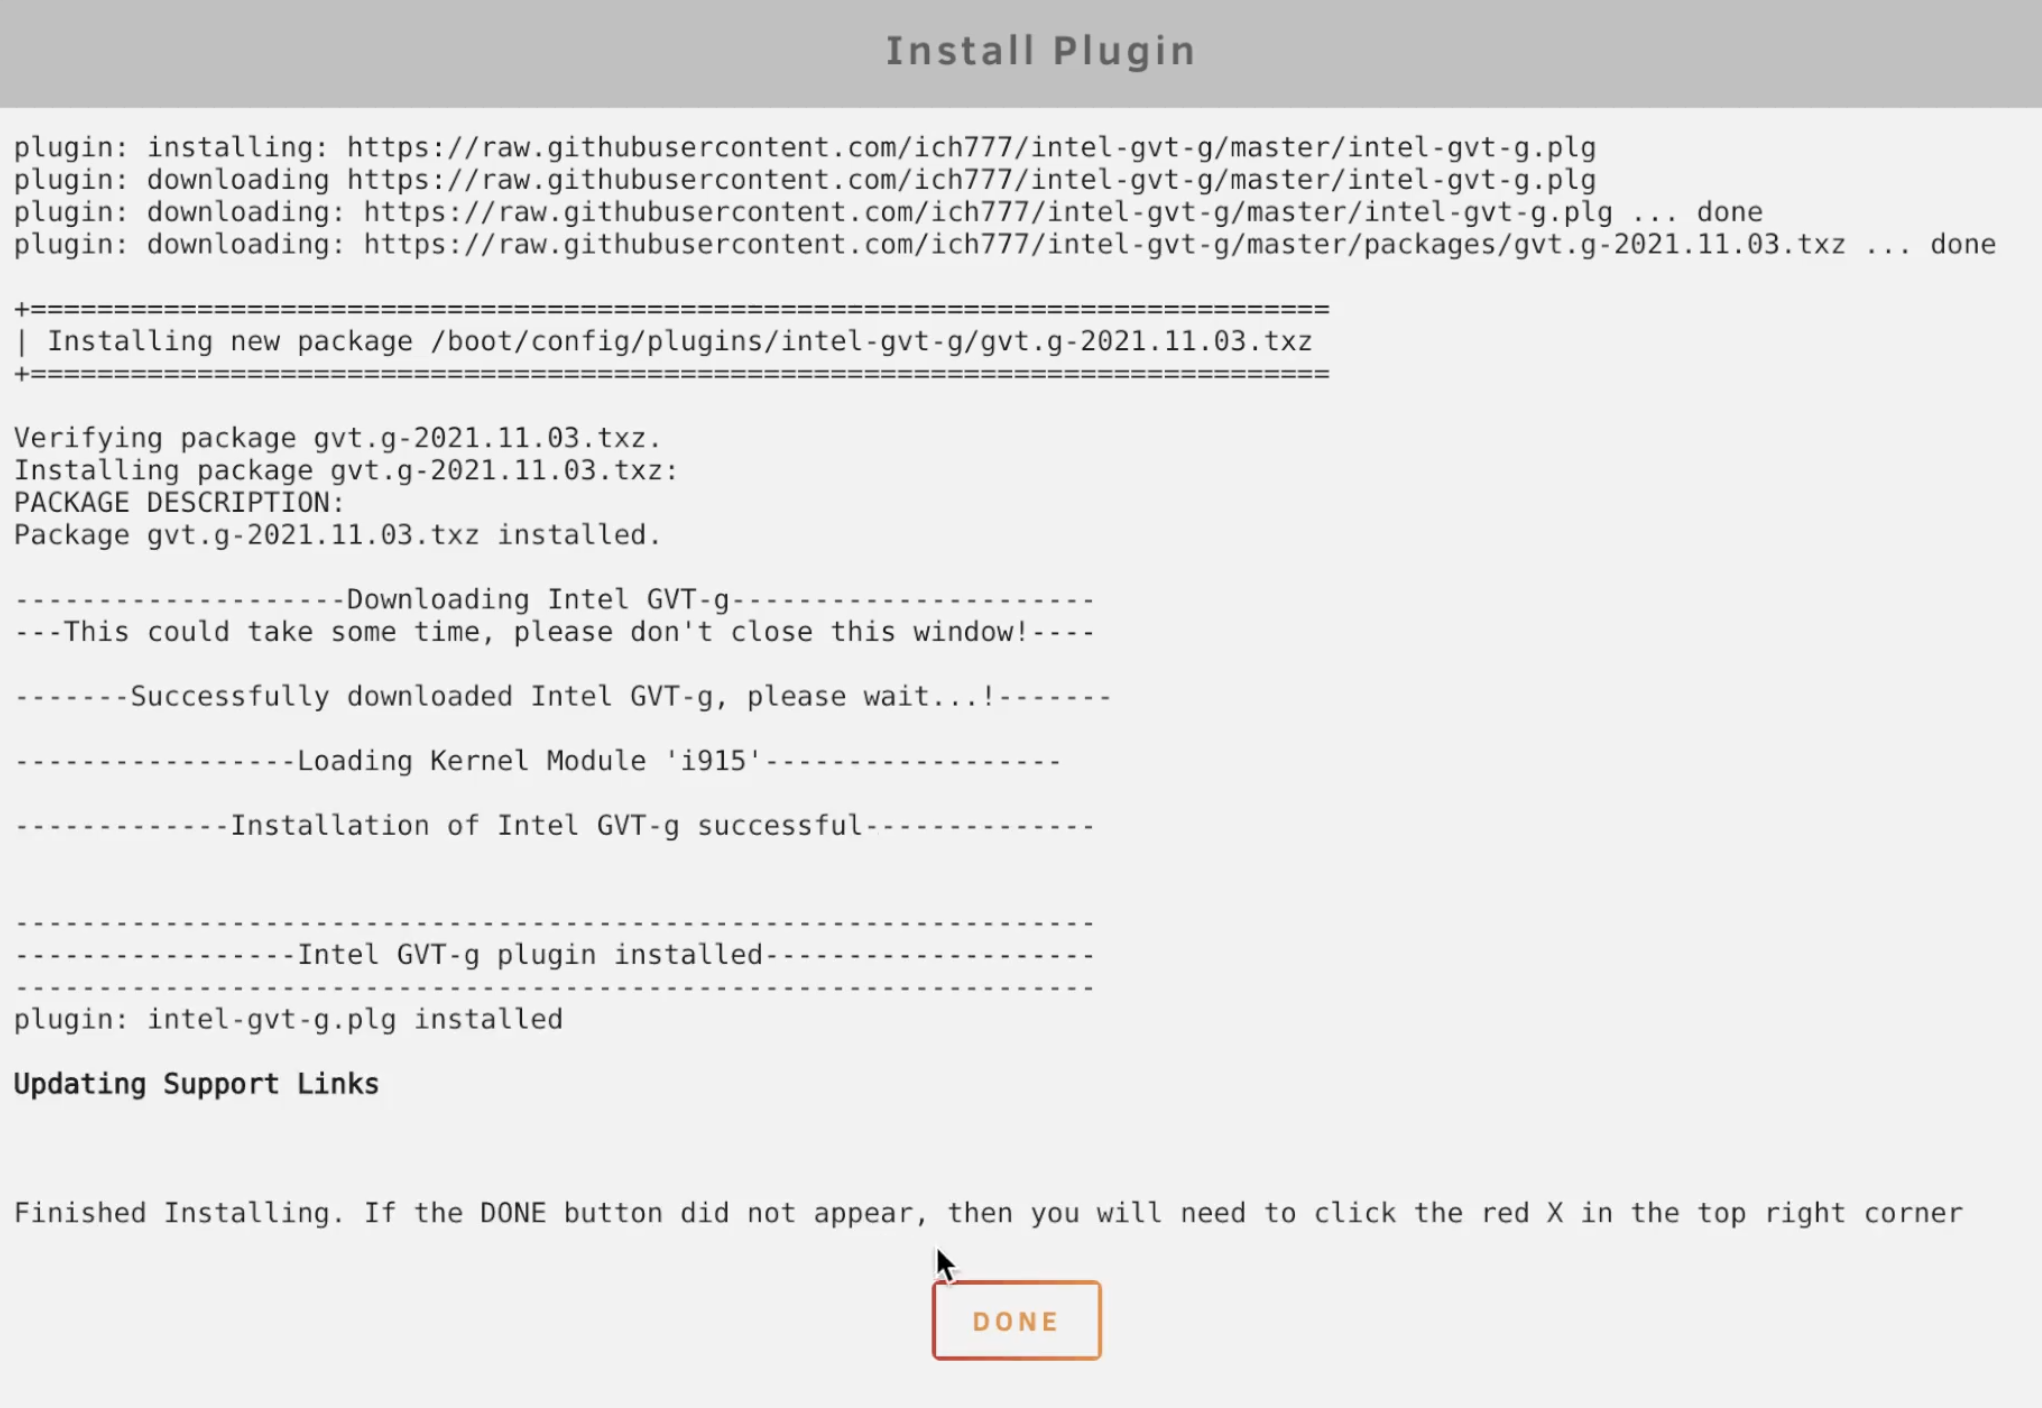 Install Plugin
plugin: installing: https://raw.githubusercontent.com/ich777/intel-gvt-g/master/intel-gvt-g.plg
plugin: downloading https://raw.githubusercontent.com/ich777/intel-gvt-g/master/intel-gvt-g.plg
plugin: downloading: https://raw.githubusercontent.com/ich777/intel-gvt-g/master/intel-gvt-g.plg ... done
plugin: downloading: https://raw.githubusercontent.com/ich777/intel-gvt-g/master/packages/gvt.g-2021.11.03.txz ... done
+==============================================================================
| Installing new package /boot/config/plugins/intel-gvt-g/gvt.g-2021.11.03.txz
+==============================================================================
Verifying package gvt.g-2021.11.03.txz.
Installing package gvt.g-2021.11.03.txz:
PACKAGE DESCRIPTION:
Package gvt.g-2021.11.03.txz installed.
--------------------Downloading Intel GVT-g----------------------
---This could take some time, please don't close this window!----
-------Successfully downloaded Intel GVT-g, please wait...!-------
-----------------Loading Kernel Module 'i915'------------------
-------------Installation of Intel GVT-g successful--------------
-----------------------------------------------------------------
-----------------Intel GVT-g plugin installed--------------------
-----------------------------------------------------------------
plugin: intel-gvt-g.plg installed
Updating Support Links
Finished Installing. If the DONE button did not appear, then you will need to click the red X in the top right corner
DONE